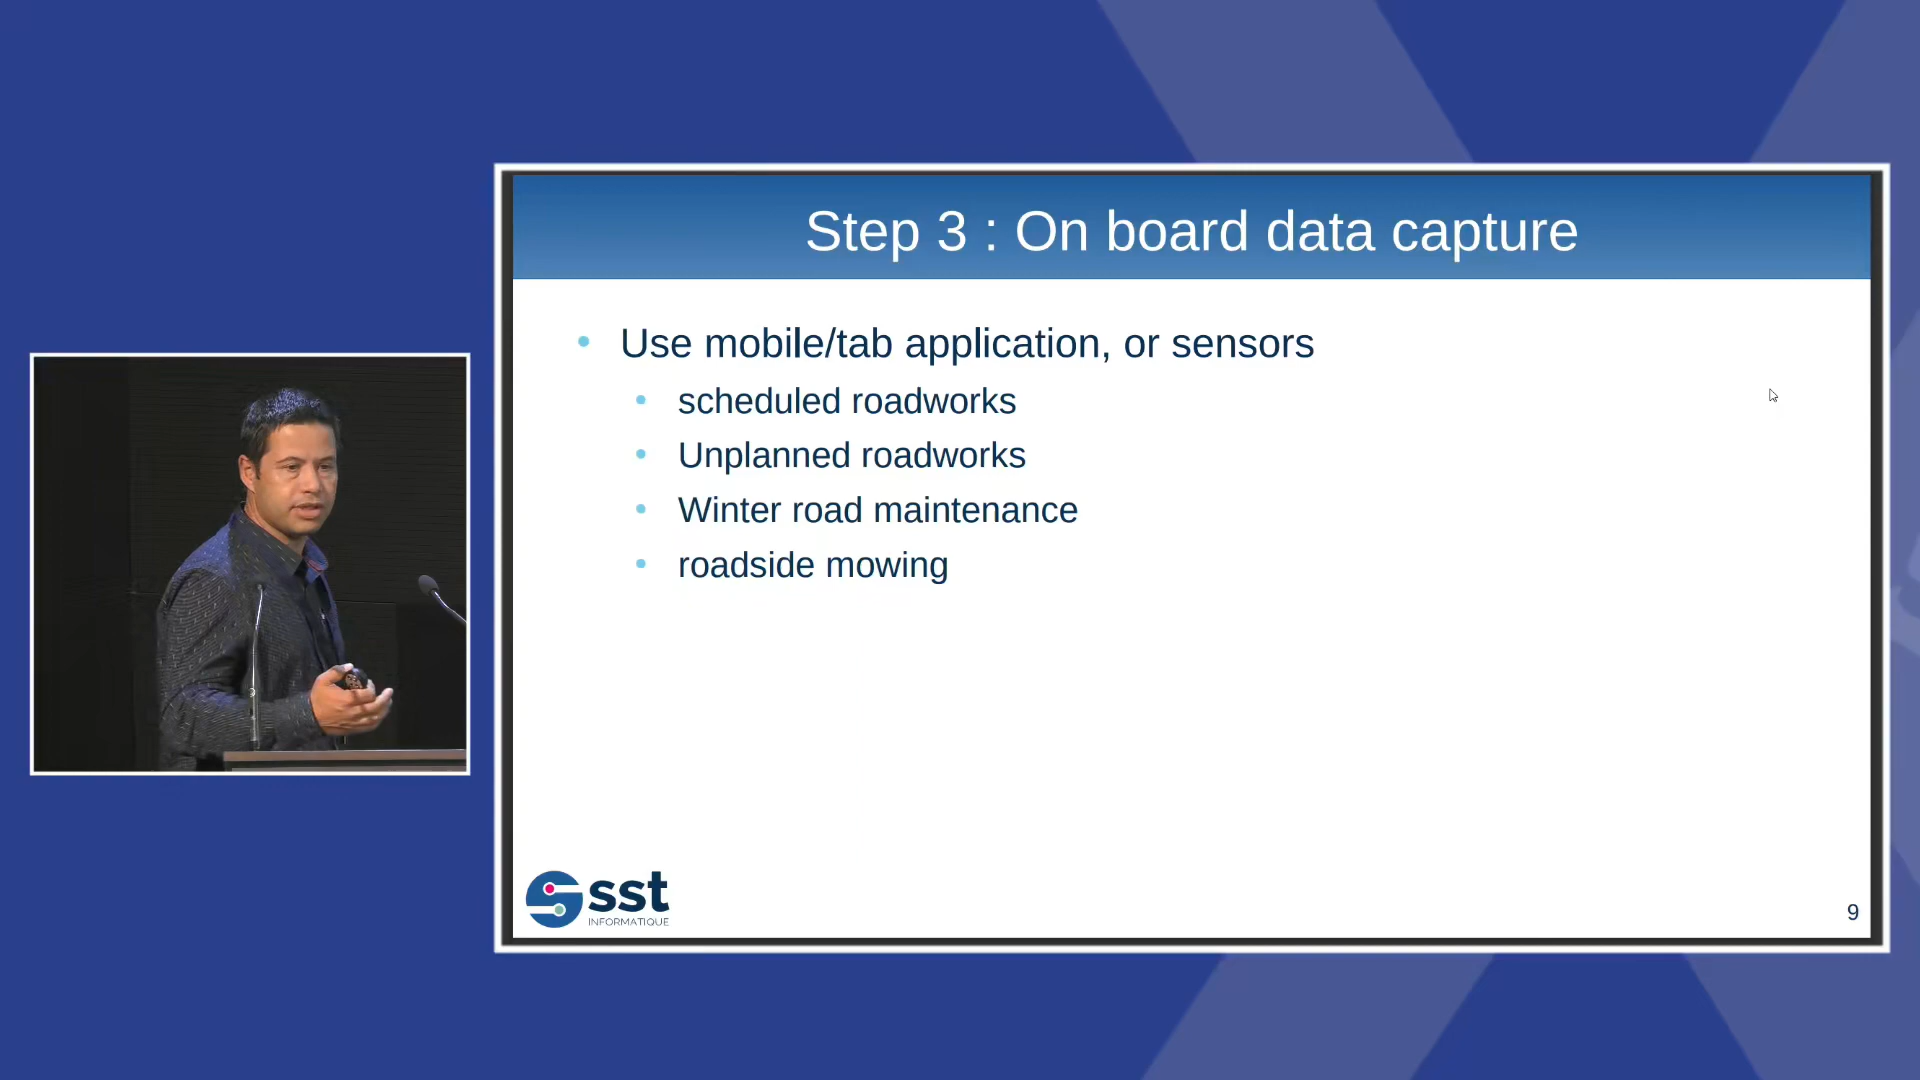 Step 3 : On board data capture
• Use mobile/tab application, or sensors
• scheduled roadworks
• Unplanned roadworks
• Winter road maintenance
• roadside mowing
sst
INFORMATIQUE
9